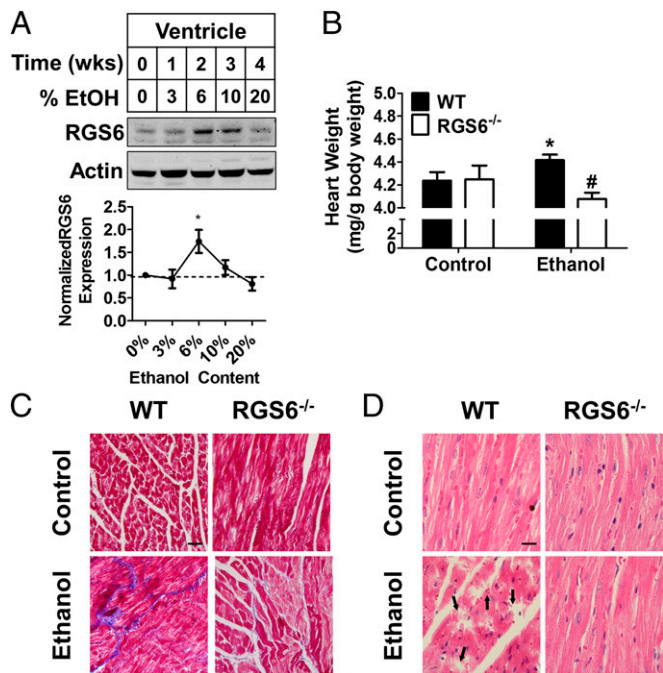 A
Ventricle
Time (wks) 0 1 2 3 4
% EtOH 0 3 6 10 20
RGS6
Actin
NormalizedRGS6
Expression
2.5
2.0
1.5
1.0
0.5
0.0
*
0% 3% 6% 10% 20%
Ethanol Content
B
Heart Weight
(mg/g body weight)
5.0
4.8
4.6
4.4
4.2
4.0
2
0
WT
RGS6-/-
*
#
Control Ethanol
C
WT RGS6-/-
Control
Ethanol
D
WT RGS6-/-
Control
Ethanol